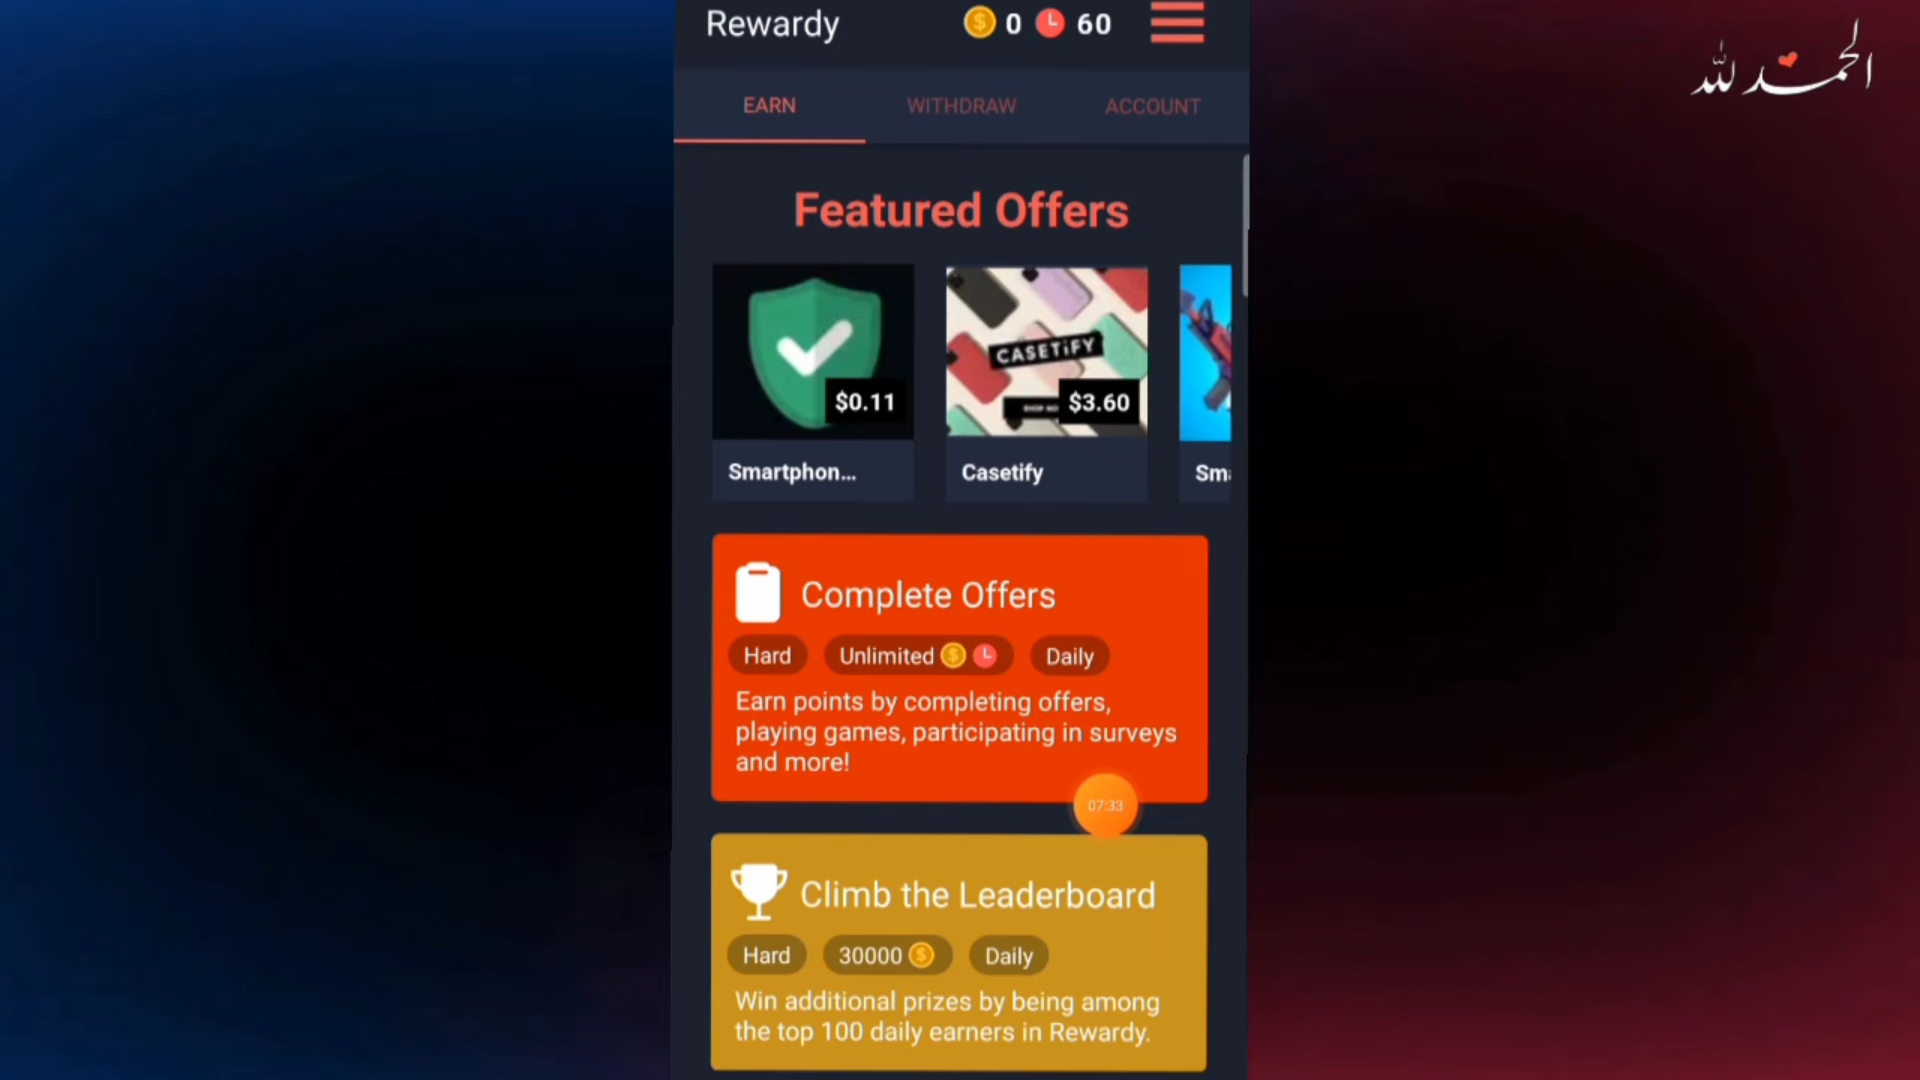 Rewardy
0 60
الحمد لله
EARN WITHDRAW ACCOUNT
Featured Offers
$0.11
CASETiFY
$3.60
Smartphon...
Casetify
Complete Offers
Hard Unlimited Daily
Earn points by completing offers,
playing games, participating in surveys
and more!
07:33
Climb the Leaderboard
Hard 30000 Daily
Win additional prizes by being among
the top 100 daily earners in Rewardy.